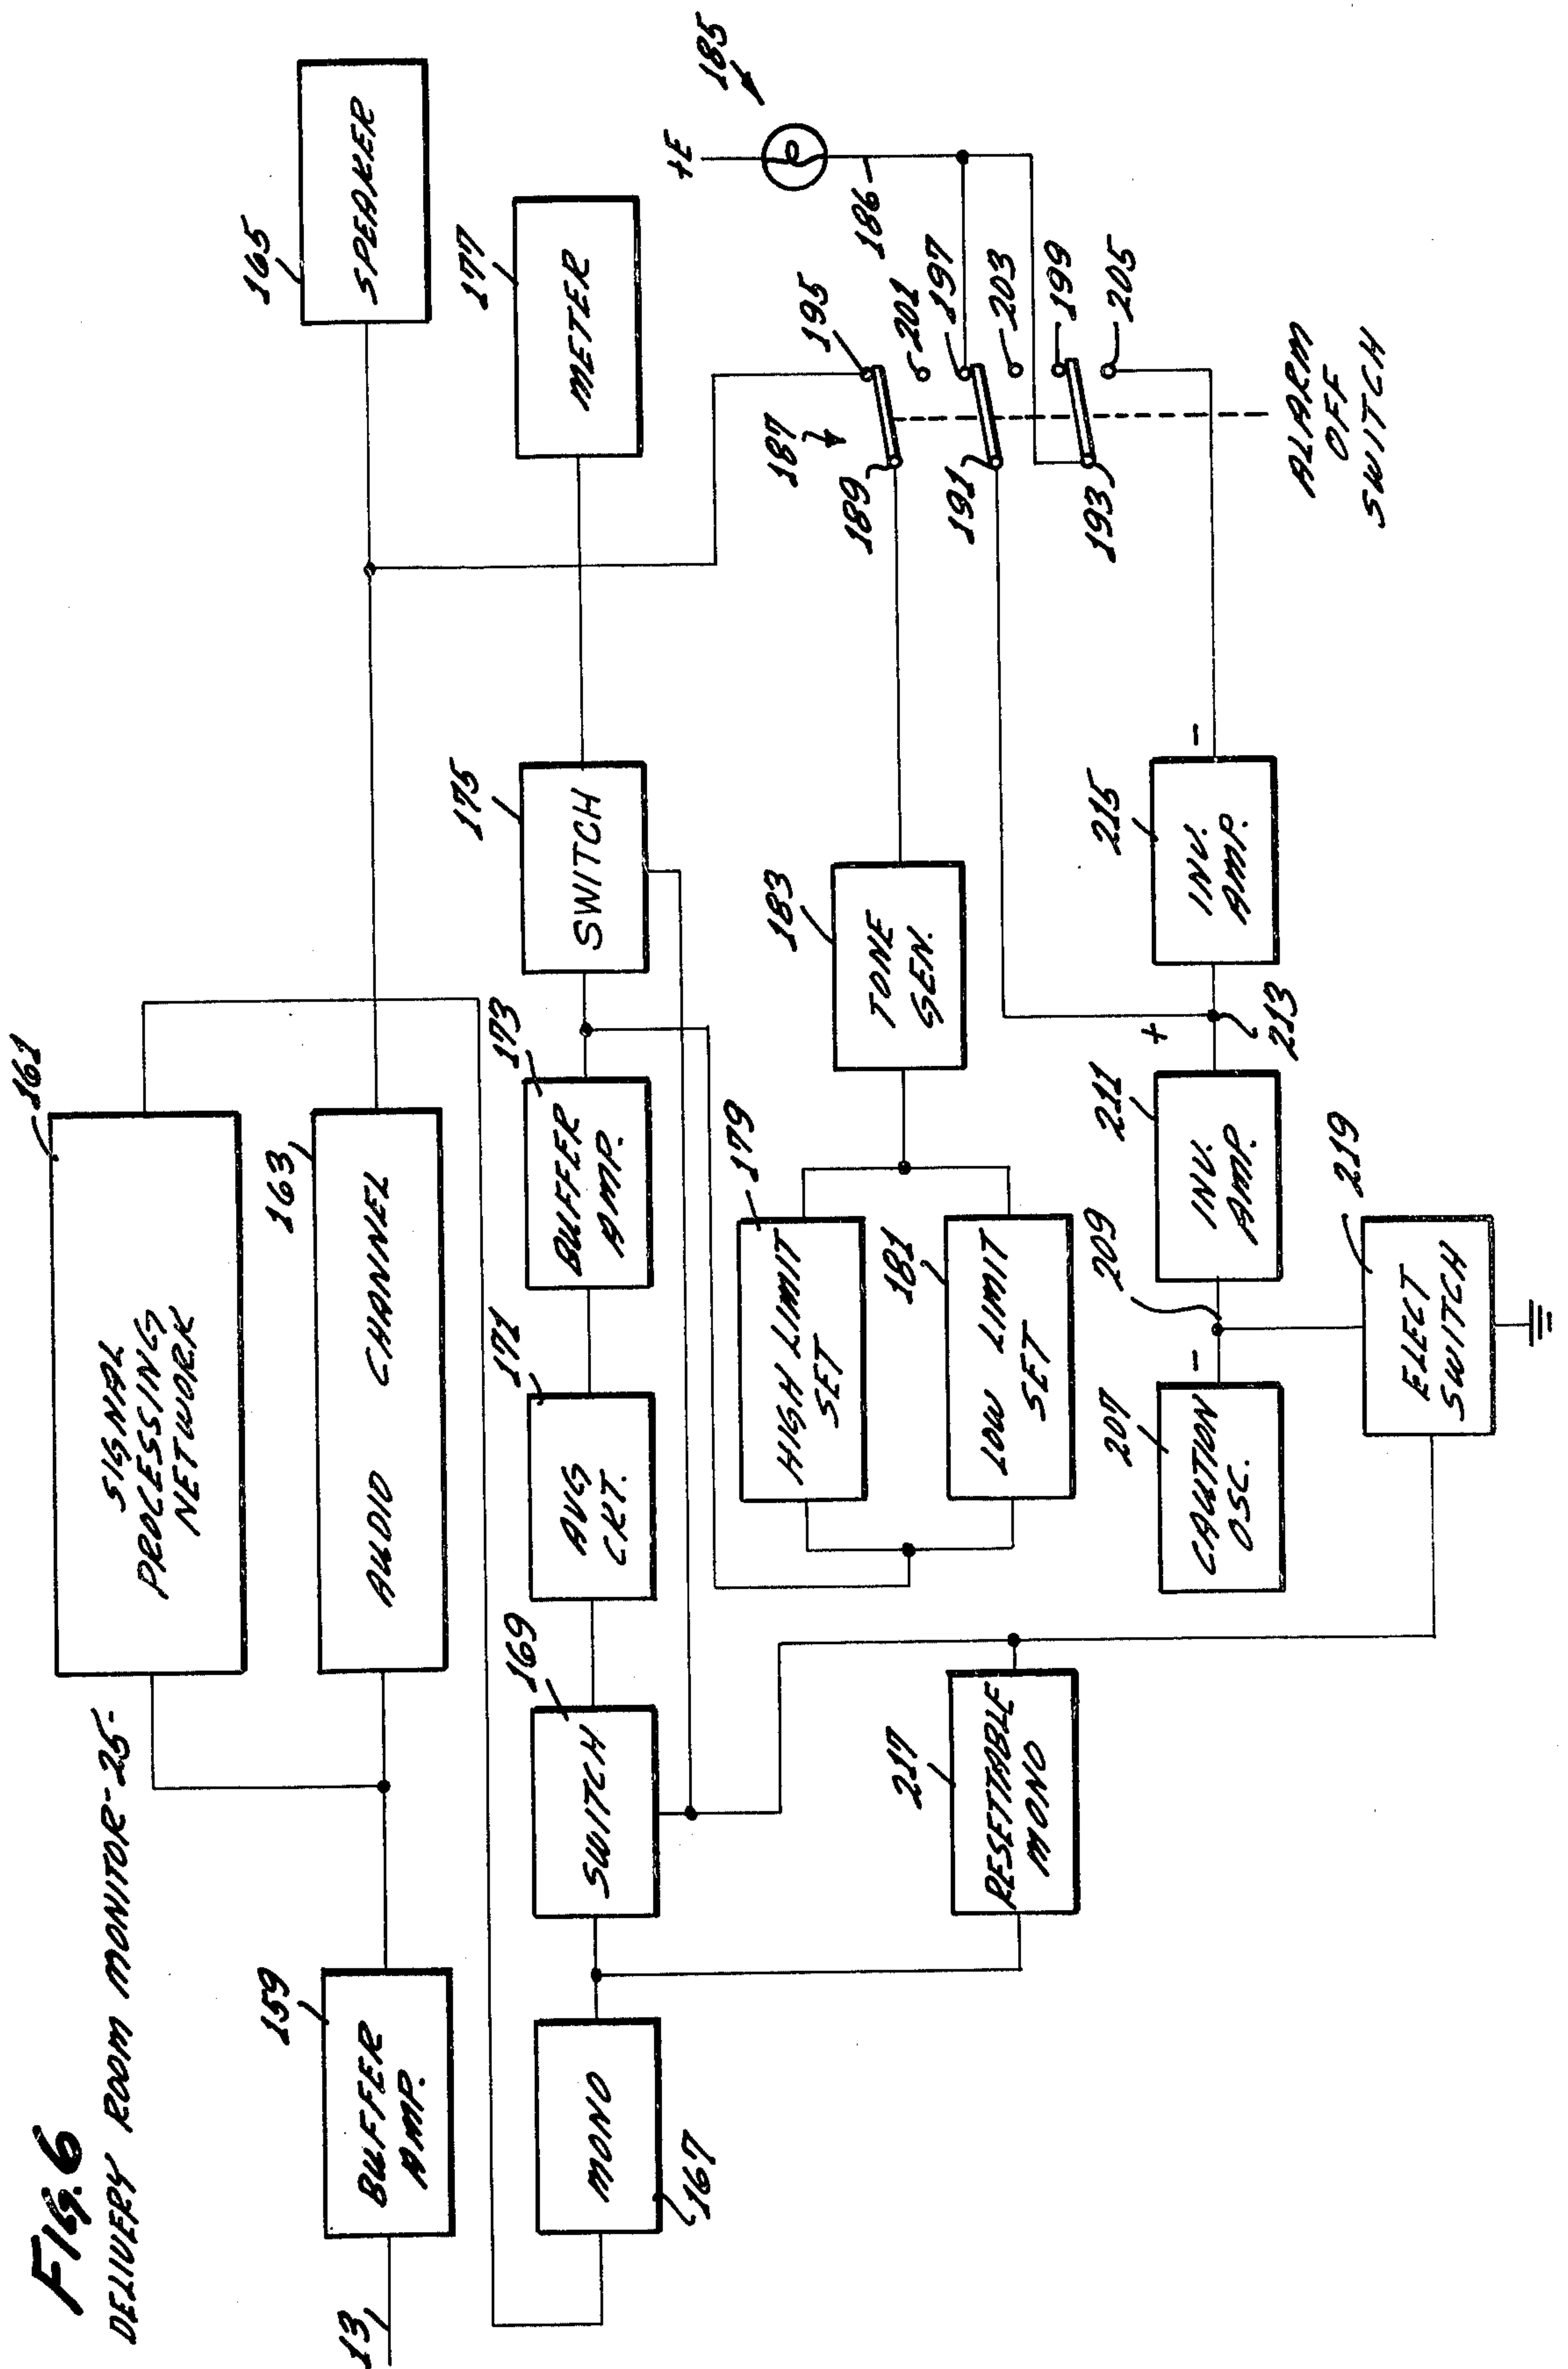 FIG. 6
DELIVERY ROOM MONITOR-25-
13
159
BUFFER
AMP.
161
SIGNAL
PROCESSING
NETWORK
163
AUDIO CHANNEL
165
SPEAKER
167
MONO
169
SWITCH
171
AVG
CKT.
173
BUFFER
AMP.
175
SWITCH
177
METER
179
HIGH LIMIT
SET
181
LOW LIMIT
SET
183
TONE
GEN.
+E
185
186
187
189
195
201
191
197
203
193
199
205
ALARM
OFF
SWITCH
217
RESETTABLE
MONO
207
CAUTION
OSC.
-
209
211
INV.
AMP.
+
213
215
INV.
AMP.
-
219
ELECT
SWITCH